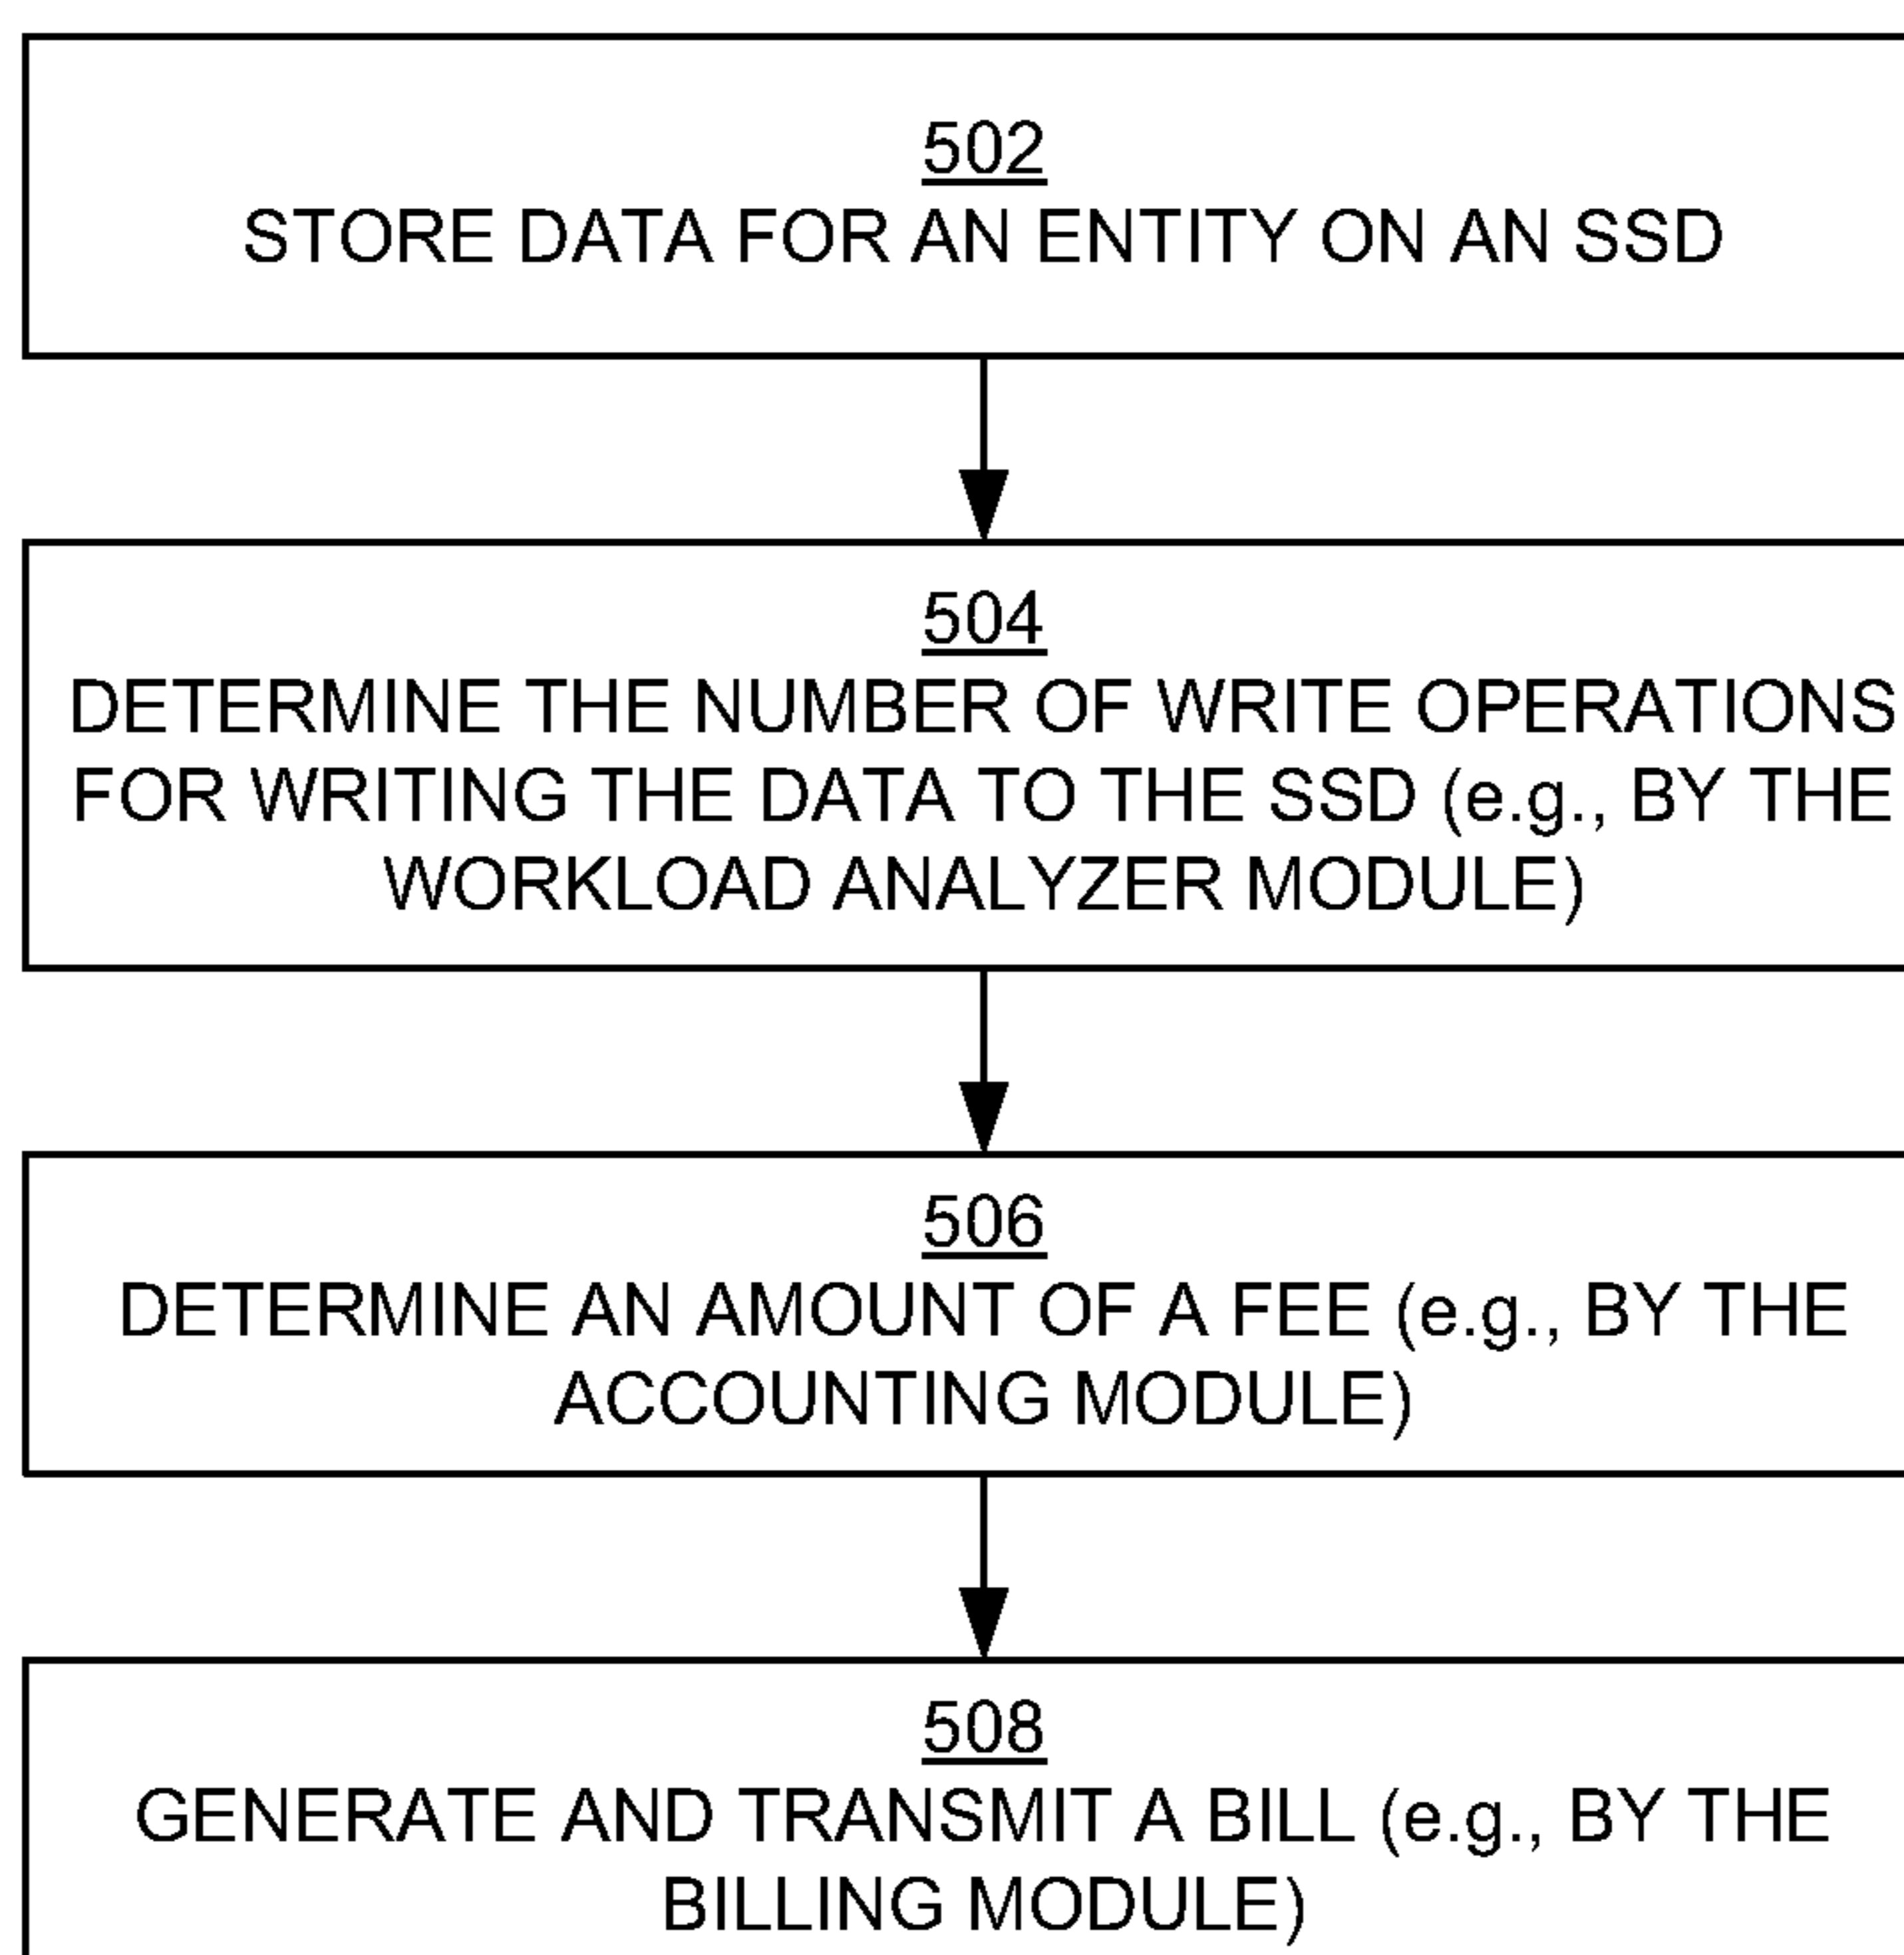 502
STORE DATA FOR AN ENTITY ON AN SSD
504
DETERMINE THE NUMBER OF WRITE OPERATIONS
FOR WRITING THE DATA TO THE SSD (e.g., BY THE
WORKLOAD ANALYZER MODULE)
506
DETERMINE AN AMOUNT OF A FEE (e.g., BY THE
ACCOUNTING MODULE)
508
GENERATE AND TRANSMIT A BILL (e.g., BY THE
BILLING MODULE)